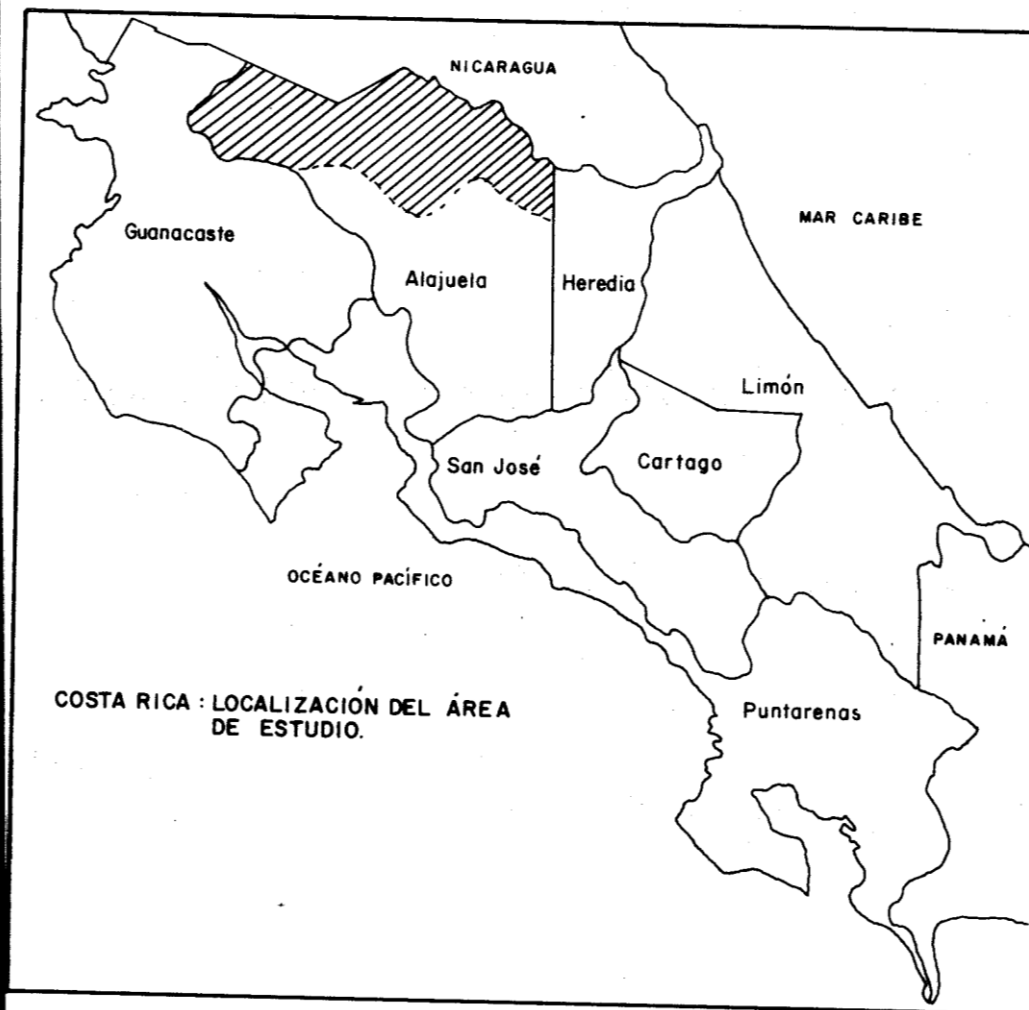 NICARAGUA
MAR CARIBE
Guanacaste
Alajuela
Heredia
Limón
San José
Cartago
OCÉANO PACÍFICO
PANAMÁ
COSTA RICA : LOCALIZACIÓN DEL ÁREA
DE ESTUDIO.
Puntarenas